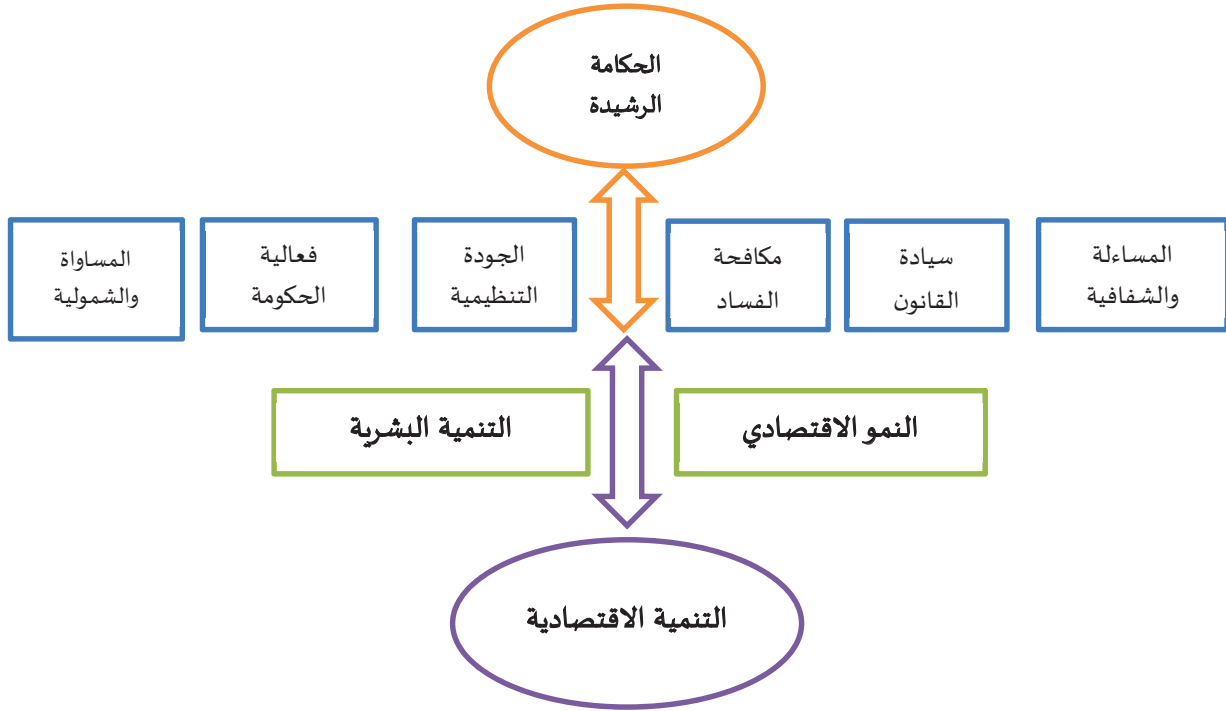 الحكامة
الرشيدة
المساءلة
والشفافية
سيادة
القانون
مكافحة
الفساد
الجودة
التنظيمية
فعالية
الحكومة
المساواة
والشمولية
النمو الاقتصادي
التنمية البشرية
التنمية الاقتصادية